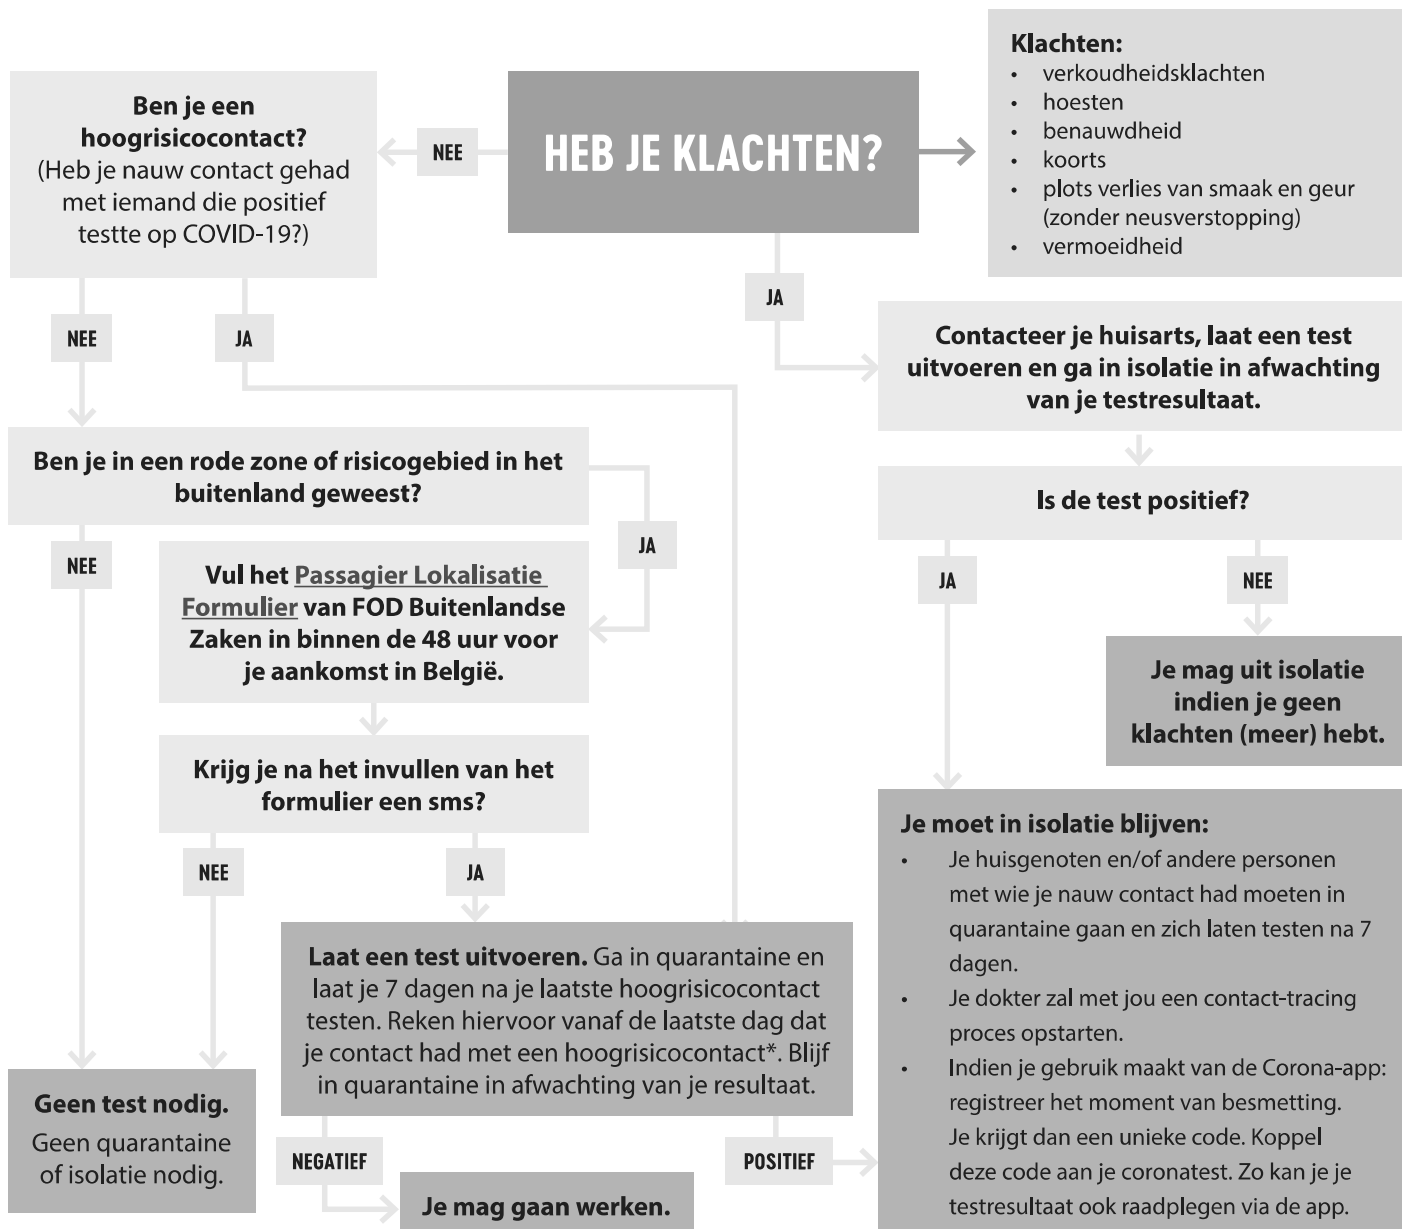 HEB JE KLACHTEN?
Klachten:
• verkoudheidsklachten
• hoesten
• benauwdheid
• koorts
• plots verlies van smaak en geur
(zonder neusverstopping)
• vermoeidheid
NEE
Ben je een
hoogrisicocontact?
(Heb je nauw contact gehad
met iemand die positief
testte op COVID-19?)
JA
Contacteer je huisarts, laat een test
uitvoeren en ga in isolatie in afwachting
van je testresultaat.
NEE
JA
Ben je in een rode zone of risicogebied in het
buitenland geweest?
Is de test positief?
NEE
JA
Vul het Passagier Lokalisatie
Formulier van FOD Buitenlandse
Zaken in binnen de 48 uur voor
je aankomst in België.
JA
NEE
Je mag uit isolatie
indien je geen
klachten (meer) hebt.
Krijg je na het invullen van het
formulier een sms?
NEE
JA
Laat een test uitvoeren. Ga in quarantaine en
laat je 7 dagen na je laatste hoogrisicocontact
testen. Reken hiervoor vanaf de laatste dag dat
je contact had met een hoogrisicocontact*. Blijf
in quarantaine in afwachting van je resultaat.
Geen test nodig.
Geen quarantaine
of isolatie nodig.
NEGATIEF
Je mag gaan werken.
POSITIEF
Je moet in isolatie blijven:
• Je huisgenoten en/of andere personen
met wie je nauw contact had moeten in
quarantaine gaan en zich laten testen na 7
dagen.
• Je dokter zal met jou een contact-tracing
proces opstarten.
• Indien je gebruik maakt van de Corona-app:
registreer het moment van besmetting.
Je krijgt dan een unieke code. Koppel
deze code aan je coronatest. Zo kan je je
testresultaat ook raadplegen via de app.